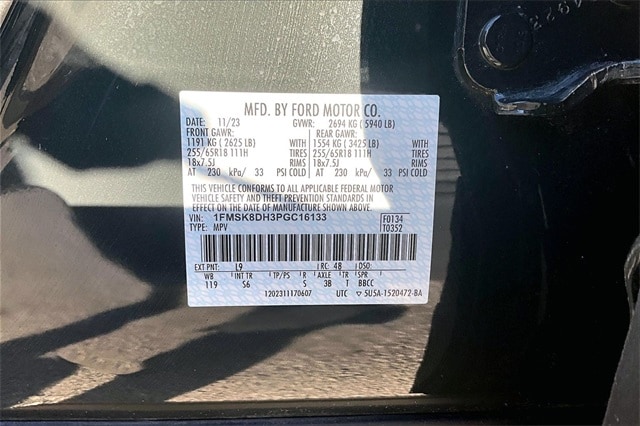 MFD. BY FORD MOTOR CO.
DATE: 11/23 GVWR: 2694 KG ( 5940 LB)
FRONT GAWR: REAR GAWR:
1191 KG ( 2625 LB) WITH 1554 KG ( 3425 LB) WITH
255/65R18 111H TIRES 255/65R18 111H TIRES
18x7.5J RIMS 18x7.5J RIMS
AT 230 kPa/ 33 PSI COLD AT 230 kPa/ 33 PSI COLD
THIS VEHICLE CONFORMS TO ALL APPLICABLE FEDERAL MOTOR
VEHICLE SAFETY AND THEFT PREVENTION STANDARDS IN EFFECT ON
THE DATE OF MANUFACTURE SHOWN ABOVE.
VIN: 1FMSK8DH3PGC16133 F0134
TYPE: MPV T0352
EXT PNT: L9 RC: 48 DSO:
WB INT TR TP/PS R AXLE TR SPR
119 S6 S 3B T BBCC
1202311170607 UTC 5U5A-1520472-BA